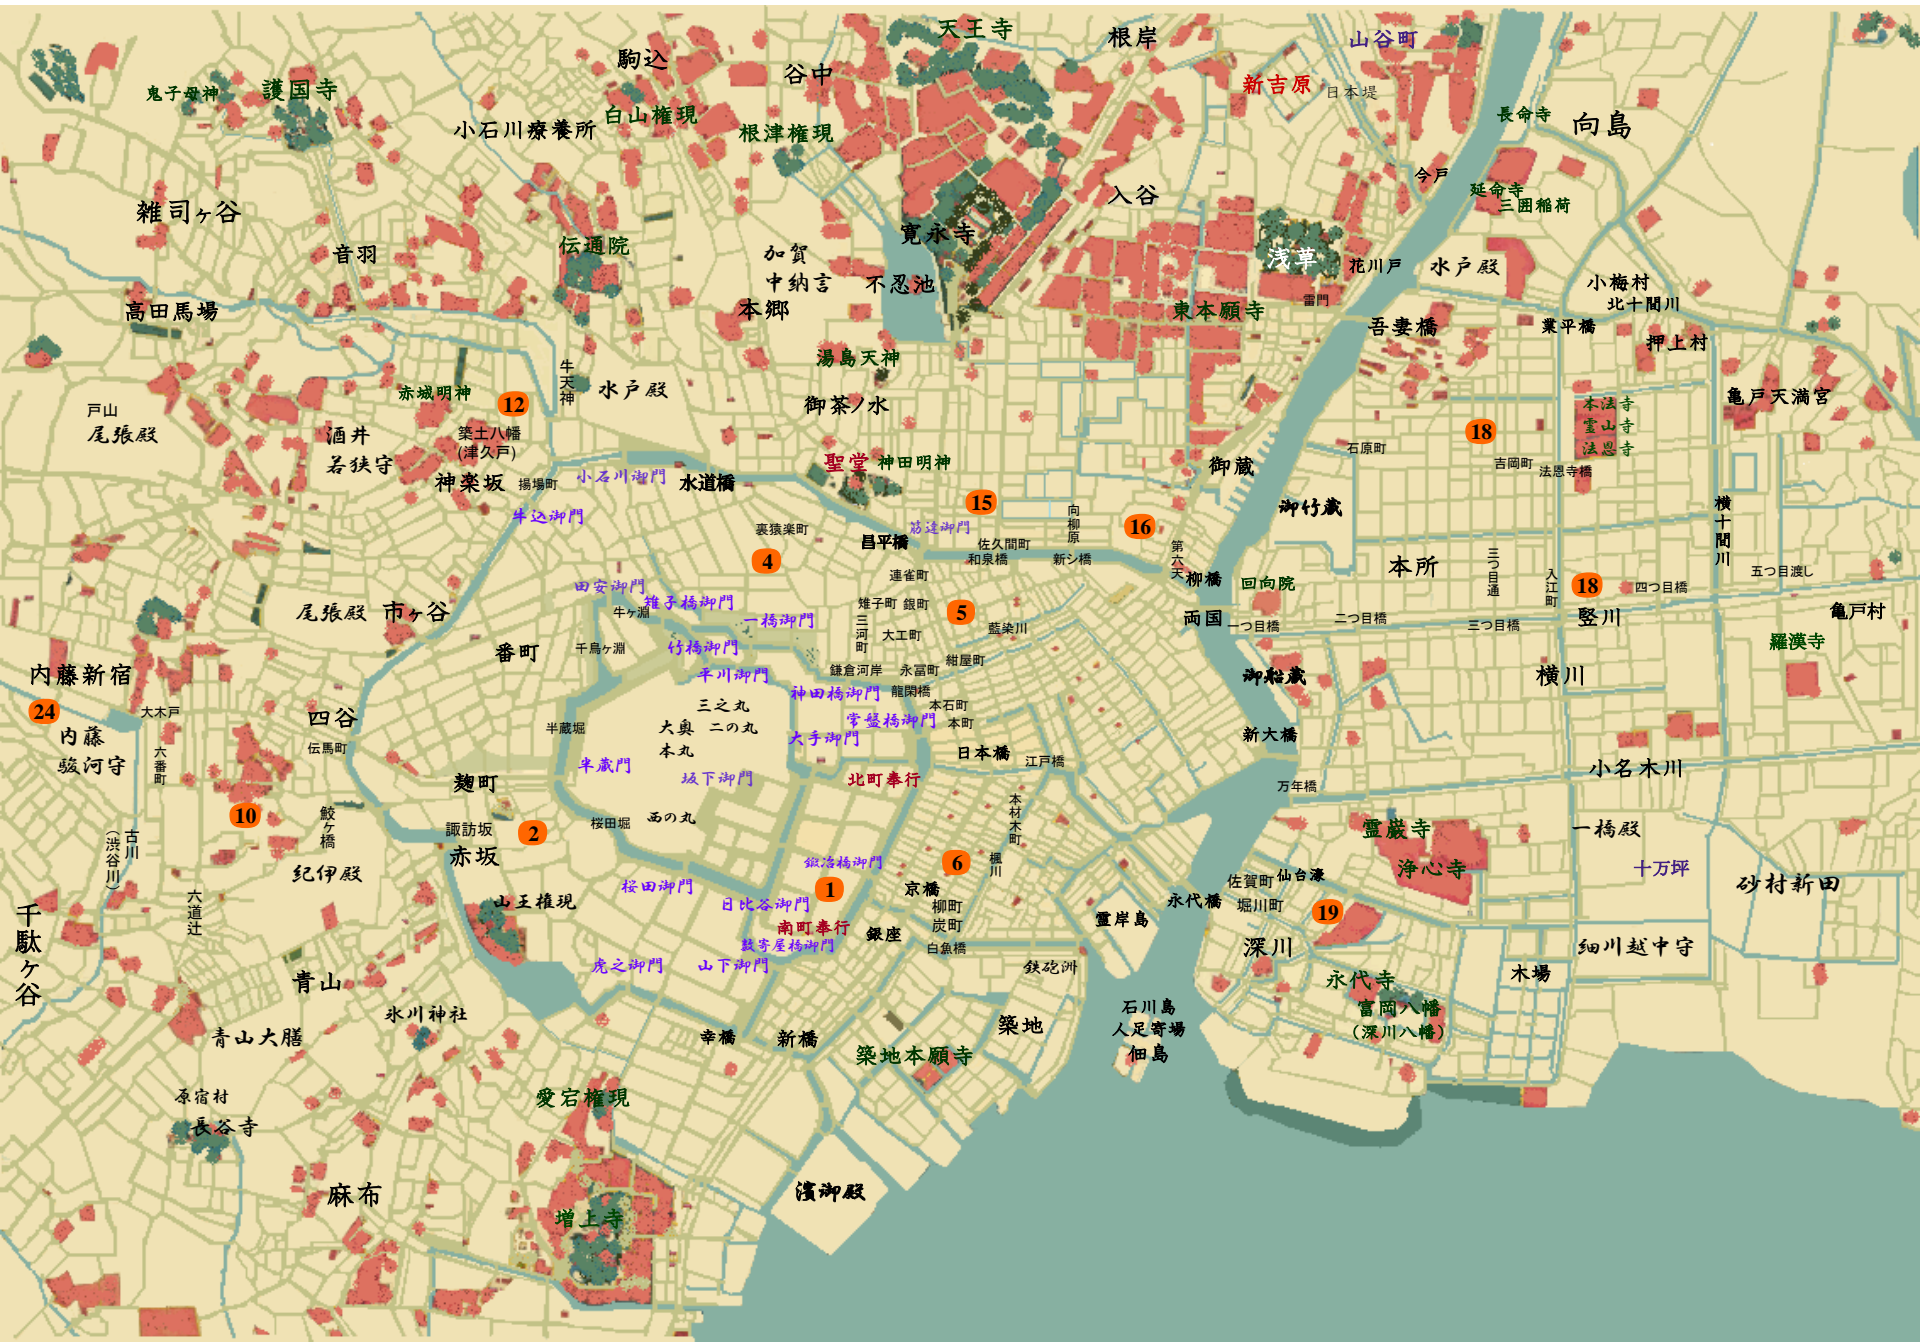 天王寺
根岸
山谷町
駒込
谷中
新吉原
日本堤
鬼子母神
護国寺
白山権現
小石川療養所
根津権現
長命寺
向島
今戸
延命寺
三囲稲荷
入谷
雑司ヶ谷
音羽
伝通院
寛永寺
加賀
中納言
不忍池
浅草
花川戸
水戸殿
小梅村
北十間川
高田馬場
本郷
東本願寺
雷門
吾妻橋
業平橋
押上村
湯島天神
牛天神
水戸殿
赤城明神
12
御茶ノ水
亀戸天満宮
本法寺
霊山寺
法恩寺
戸山
尾張殿
酒井
若狭守
築土八幡
(津久戸)
18
石原町
吉岡町
法恩寺橋
聖堂
神田明神
御蔵
神楽坂
揚場町
小石川御門
水道橋
牛込御門
15
16
向柳原
御竹蔵
横十間川
裏猿楽町
筋違御門
昌平橋
佐久間町
和泉橋
新シ橋
第六天
柳橋
4
連雀町
回向院
本所
三つ目通
入江町
18
四つ目橋
五つ目渡し
田安御門
雉子橋御門
牛ヶ淵
一橋御門
雉子町
銀町
5
三河町
大工町
藍染川
両国
一つ目橋
二つ目橋
三つ目橋
竪川
亀戸村
羅漢寺
尾張殿
市ヶ谷
番町
千鳥ヶ淵
竹橋御門
平川御門
鎌倉河岸
永冨町
紺屋町
神田橋御門
龍閑橋
御船蔵
横川
内藤新宿
24
大木戸
四谷
伝馬町
内藤
駿河守
六番町
半蔵堀
三之丸
大奥
二の丸
本丸
常盤橋御門
大手御門
本石町
本町
日本橋
江戸橋
新大橋
半蔵門
坂下御門
北町奉行
万年橋
小名木川
麹町
10
鮫ヶ橋
諏訪坂
2
赤坂
桜田堀
西の丸
本材木町
霊巌寺
浄心寺
一橋殿
十万坪
砂村新田
古川
(渋谷川)
紀伊殿
六道辻
鍛冶橋御門
6
楓川
桜田御門
1
京橋
日比谷御門
柳町
炭町
佐賀町
仙台濠
堀川町
永代橋
19
山王権現
南町奉行
銀座
数寄屋橋御門
白魚橋
霊岸島
深川
細川越中守
千駄ヶ谷
虎之御門
山下御門
鉄砲洲
木場
青山
永代寺
富岡八幡
(深川八幡)
氷川神社
青山大膳
石川島
人足寄場
佃島
築地
幸橋
新橋
築地本願寺
原宿村
長谷寺
愛宕権現
麻布
増上寺
濱御殿